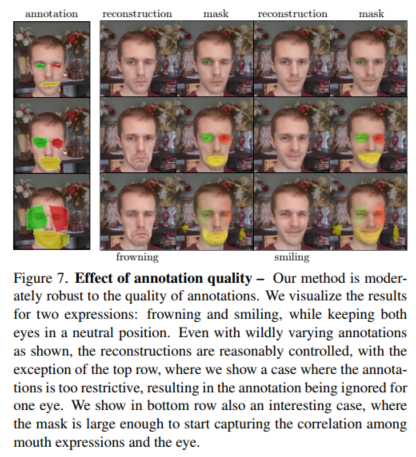 annotation reconstruction mask reconstruction mask
frowning smiling
Figure 7. Effect of annotation quality – Our method is moder-
ately robust to the quality of annotations. We visualize the results
for two expressions: frowning and smiling, while keeping both
eyes in a neutral position. Even with wildly varying annotations
as shown, the reconstructions are reasonably controlled, with the
exception of the top row, where we show a case where the annota-
tions is too restrictive, resulting in the annotation being ignored for
one eye. We show in bottom row also an interesting case, where
the mask is large enough to start capturing the correlation among
mouth expressions and the eye.